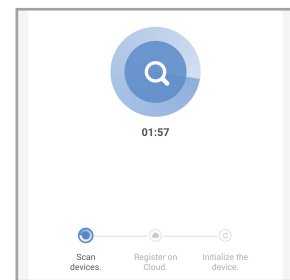 01:57
Scan Register on Initialize the
devices. Cloud. device.